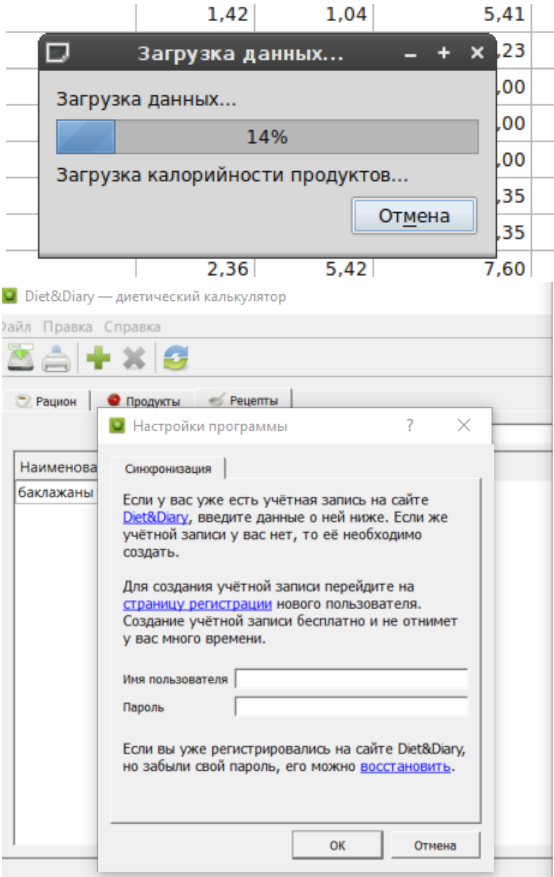 1,42 1,04 5,41
Загрузка данных... ,23
,00
Загрузка данных...
,00
14%
,00
Загрузка калорийности продуктов...
,35
Отмена
,35
2,36 5,42 7,60
Diet&Diary — диетический калькулятор
Файл Правка Справка
Рацион Продукты Рецепты
Настройки программы ?
Наименова
баклажаны
Синхронизация
Если у вас уже есть учётная запись на сайте
Diet&Diary, введите данные о ней ниже. Если же
учётной записи у вас нет, то её необходимо
создать.
Для создания учётной записи перейдите на
страницу регистрации нового пользователя.
Создание учётной записи бесплатно и не отнимет
у вас много времени.
Имя пользователя
Пароль
Если вы уже регистрировались на сайте Diet&Diary,
но забыли свой пароль, его можно восстановить.
OK Отмена